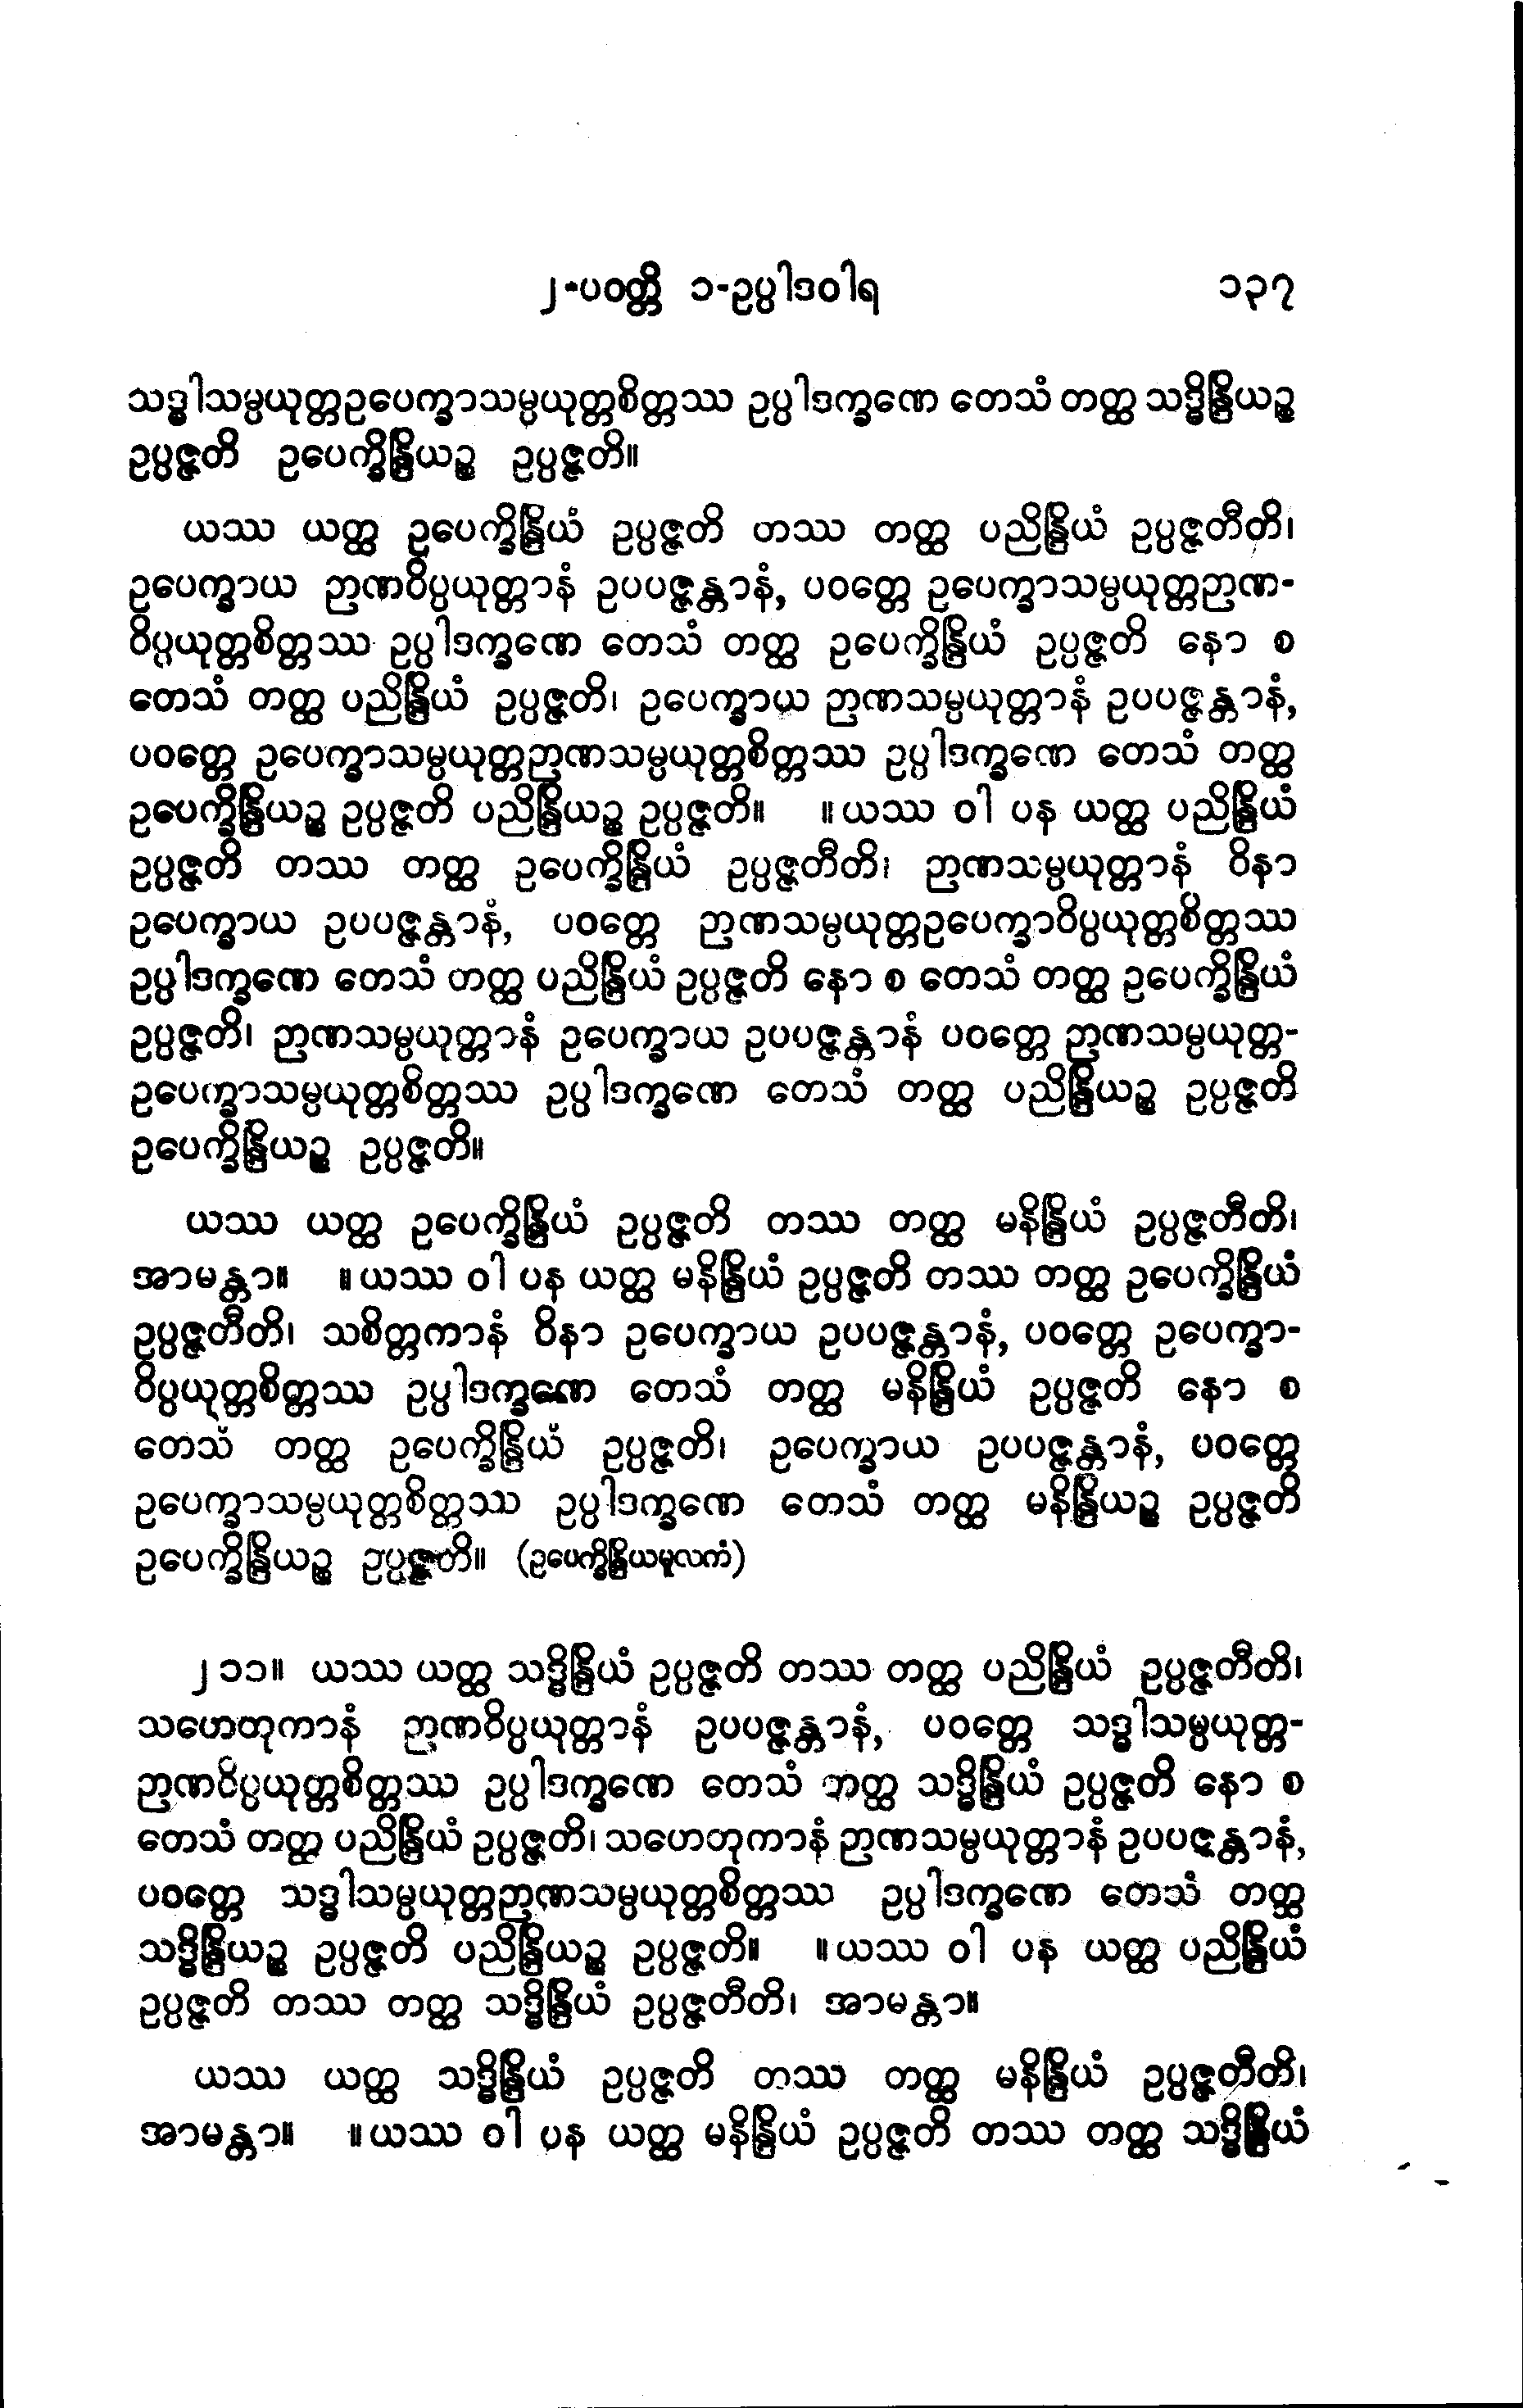 ၂-ပဝတ္တိ ၁-ဥပ္ပါဒဝါရ ၁၃၇
သဒ္ဓါသမ္ပယုတ္တဥပေက္ခာသမ္ပယုတ္တစိတ္တဿ ဥပ္ပါဒက္ခဏေ တေသံ တတ္ထ သဒ္ဓိန္ဒြိယဉ္စ
ဥပ္ပဇ္ဇတိ ဥပေက္ခိန္ဒြိယဉ္စ ဥပ္ပဇ္ဇတိ။
ယဿ ယတ္ထ ဥပေက္ခိန္ဒြိယံ ဥပ္ပဇ္ဇတိ တဿ တတ္ထ ပညိန္ဒြိယံ ဥပ္ပဇ္ဇတီတိ၊
ဥပေက္ခာယ ဉာဏဝိပ္ပယုတ္တာနံ ဥပပဇ္ဇန္တာနံ, ပဝတ္တေ ဥပေက္ခာသမ္ပယုတ္တဉာဏ-
ဝိပ္ပယုတ္တစိတ္တဿ ဥပ္ပါဒက္ခဏေ တေသံ တတ္ထ ဥပေက္ခိန္ဒြိယံ ဥပ္ပဇ္ဇတိ နော စ
တေသံ တတ္ထ ပညိန္ဒြိယံ ဥပ္ပဇ္ဇတိ၊ ဥပေက္ခာယ ဉာဏသမ္ပယုတ္တာနံ ဥပပဇ္ဇန္တာနံ,
ပဝတ္တေ ဥပေက္ခာသမ္ပယုတ္တဉာဏသမ္ပယုတ္တစိတ္တဿ ဥပ္ပါဒက္ခဏေ တေသံ တတ္ထ
ဥပေက္ခိန္ဒြိယဉ္စ ဥပ္ပဇ္ဇတိ ပညိန္ဒြိယဉ္စ ဥပ္ပဇ္ဇတိ။ ။ယဿ ဝါ ပန ယတ္ထ ပညိန္ဒြိယံ
ဥပ္ပဇ္ဇတိ တဿ တတ္ထ ဥပေက္ခိန္ဒြိယံ ဥပ္ပဇ္ဇတီတိ၊ ဉာဏသမ္ပယုတ္တာနံ ဝိနာ
ဥပေက္ခာယ ဥပပဇ္ဇန္တာနံ, ပဝတ္တေ ဉာဏသမ္ပယုတ္တဥပေက္ခာဝိပ္ပယုတ္တစိတ္တဿ
ဥပ္ပါဒက္ခဏေ တေသံ တတ္ထ ပညိန္ဒြိယံ ဥပ္ပဇ္ဇတိ နော စ တေသံ တတ္ထ ဥပေက္ခိန္ဒြိယံ
ဥပ္ပဇ္ဇတိ၊ ဉာဏသမ္ပယုတ္တာနံ ဥပေက္ခာယ ဥပပဇ္ဇန္တာနံ ပဝတ္တေ ဉာဏသမ္ပယုတ္တ-
ဥပေက္ခာသမ္ပယုတ္တစိတ္တဿ ဥပ္ပါဒက္ခဏေ တေသံ တတ္ထ ပညိန္ဒြိယဉ္စ ဥပ္ပဇ္ဇတိ
ဥပေက္ခိန္ဒြိယဉ္စ ဥပ္ပဇ္ဇတိ။
ယဿ ယတ္ထ ဥပေက္ခိန္ဒြိယံ ဥပ္ပဇ္ဇတိ တဿ တတ္ထ မနိန္ဒြိယံ ဥပ္ပဇ္ဇတီတိ၊
အာမန္တာ။ ။ယဿ ဝါ ပန ယတ္ထ မနိန္ဒြိယံ ဥပ္ပဇ္ဇတိ တဿ တတ္ထ ဥပေက္ခိန္ဒြိယံ
ဥပ္ပဇ္ဇတီတိ၊ သစိတ္တကာနံ ဝိနာ ဥပေက္ခာယ ဥပပဇ္ဇန္တာနံ, ပဝတ္တေ ဥပေက္ခာ-
ဝိပ္ပယုတ္တစိတ္တဿ ဥပ္ပါဒက္ခဏေ တေသံ တတ္ထ မနိန္ဒြိယံ ဥပ္ပဇ္ဇတိ နော စ
တေသံ တတ္ထ ဥပေက္ခိန္ဒြိယံ ဥပ္ပဇ္ဇတိ၊ ဥပေက္ခာယ ဥပပဇ္ဇန္တာနံ, ပဝတ္တေ
ဥပေက္ခာသမ္ပယုတ္တစိတ္တဿ ဥပ္ပါဒက္ခဏေ တေသံ တတ္ထ မနိန္ဒြိယဉ္စ ဥပ္ပဇ္ဇတိ
ဥပေက္ခိန္ဒြိယဉ္စ ဥပ္ပဇ္ဇတိ။ (ဥပေက္ခိန္ဒြိယမူလကံ)
၂၁၁။ ယဿ ယတ္ထ သဒ္ဓိန္ဒြိယံ ဥပ္ပဇ္ဇတိ တဿ တတ္ထ ပညိန္ဒြိယံ ဥပ္ပဇ္ဇတီတိ၊
သဟေတုကာနံ ဉာဏဝိပ္ပယုတ္တာနံ ဥပပဇ္ဇန္တာနံ, ပဝတ္တေ သဒ္ဓါသမ္ပယုတ္တ-
ဉာဏဝိပ္ပယုတ္တစိတ္တဿ ဥပ္ပါဒက္ခဏေ တေသံ တတ္ထ သဒ္ဓိန္ဒြိယံ ဥပ္ပဇ္ဇတိ နော စ
တေသံ တတ္ထ ပညိန္ဒြိယံ ဥပ္ပဇ္ဇတိ၊ သဟေတုကာနံ ဉာဏသမ္ပယုတ္တာနံ ဥပပဇ္ဇန္တာနံ,
ပဝတ္တေ သဒ္ဓါသမ္ပယုတ္တဉာဏသမ္ပယုတ္တစိတ္တဿ ဥပ္ပါဒက္ခဏေ တေသံ တတ္ထ
သဒ္ဓိန္ဒြိယဉ္စ ဥပ္ပဇ္ဇတိ ပညိန္ဒြိယဉ္စ ဥပ္ပဇ္ဇတိ။ ။ယဿ ဝါ ပန ယတ္ထ ပညိန္ဒြိယံ
ဥပ္ပဇ္ဇတိ တဿ တတ္ထ သဒ္ဓိန္ဒြိယံ ဥပ္ပဇ္ဇတီတိ၊ အာမန္တာ။
ယဿ ယတ္ထ သဒ္ဓိန္ဒြိယံ ဥပ္ပဇ္ဇတိ တဿ တတ္ထ မနိန္ဒြိယံ ဥပ္ပဇ္ဇတီတိ၊
အာမန္တာ။ ။ယဿ ဝါ ပန ယတ္ထ မနိန္ဒြိယံ ဥပ္ပဇ္ဇတိ တဿ တတ္ထ သဒ္ဓိန္ဒြိယံ